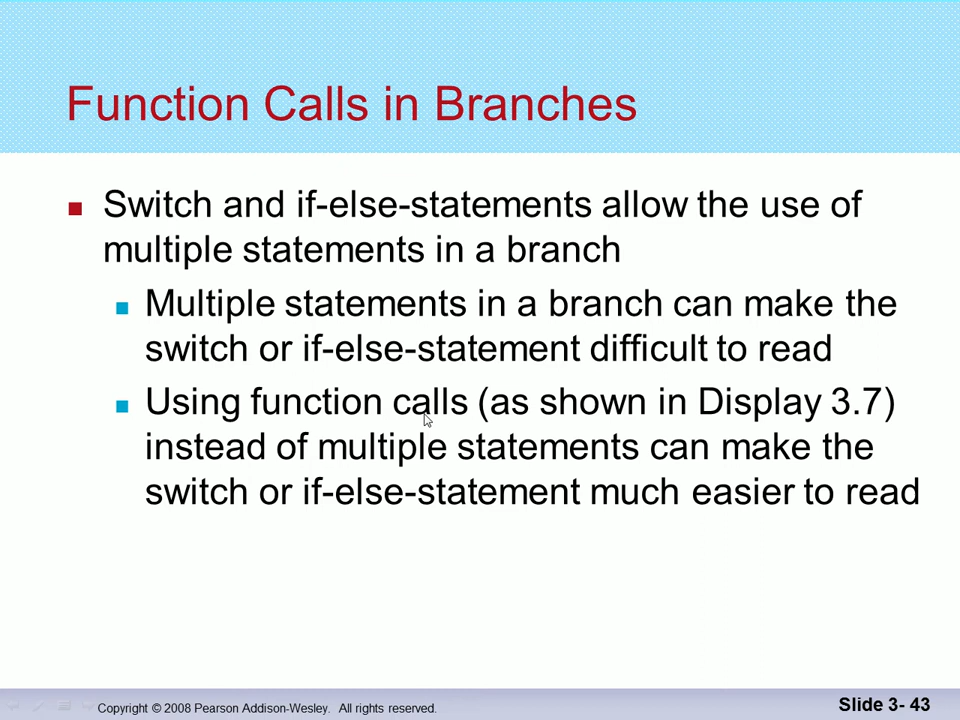 Function Calls in Branches
Switch and if-else-statements allow the use of
multiple statements in a branch
Multiple statements in a branch can make the
switch or if-else-statement difficult to read
Using function calls (as shown in Display 3.7)
instead of multiple statements can make the
switch or if-else-statement much easier to read
Copyright © 2008 Pearson Addison-Wesley. All rights reserved.
Slide 3- 43